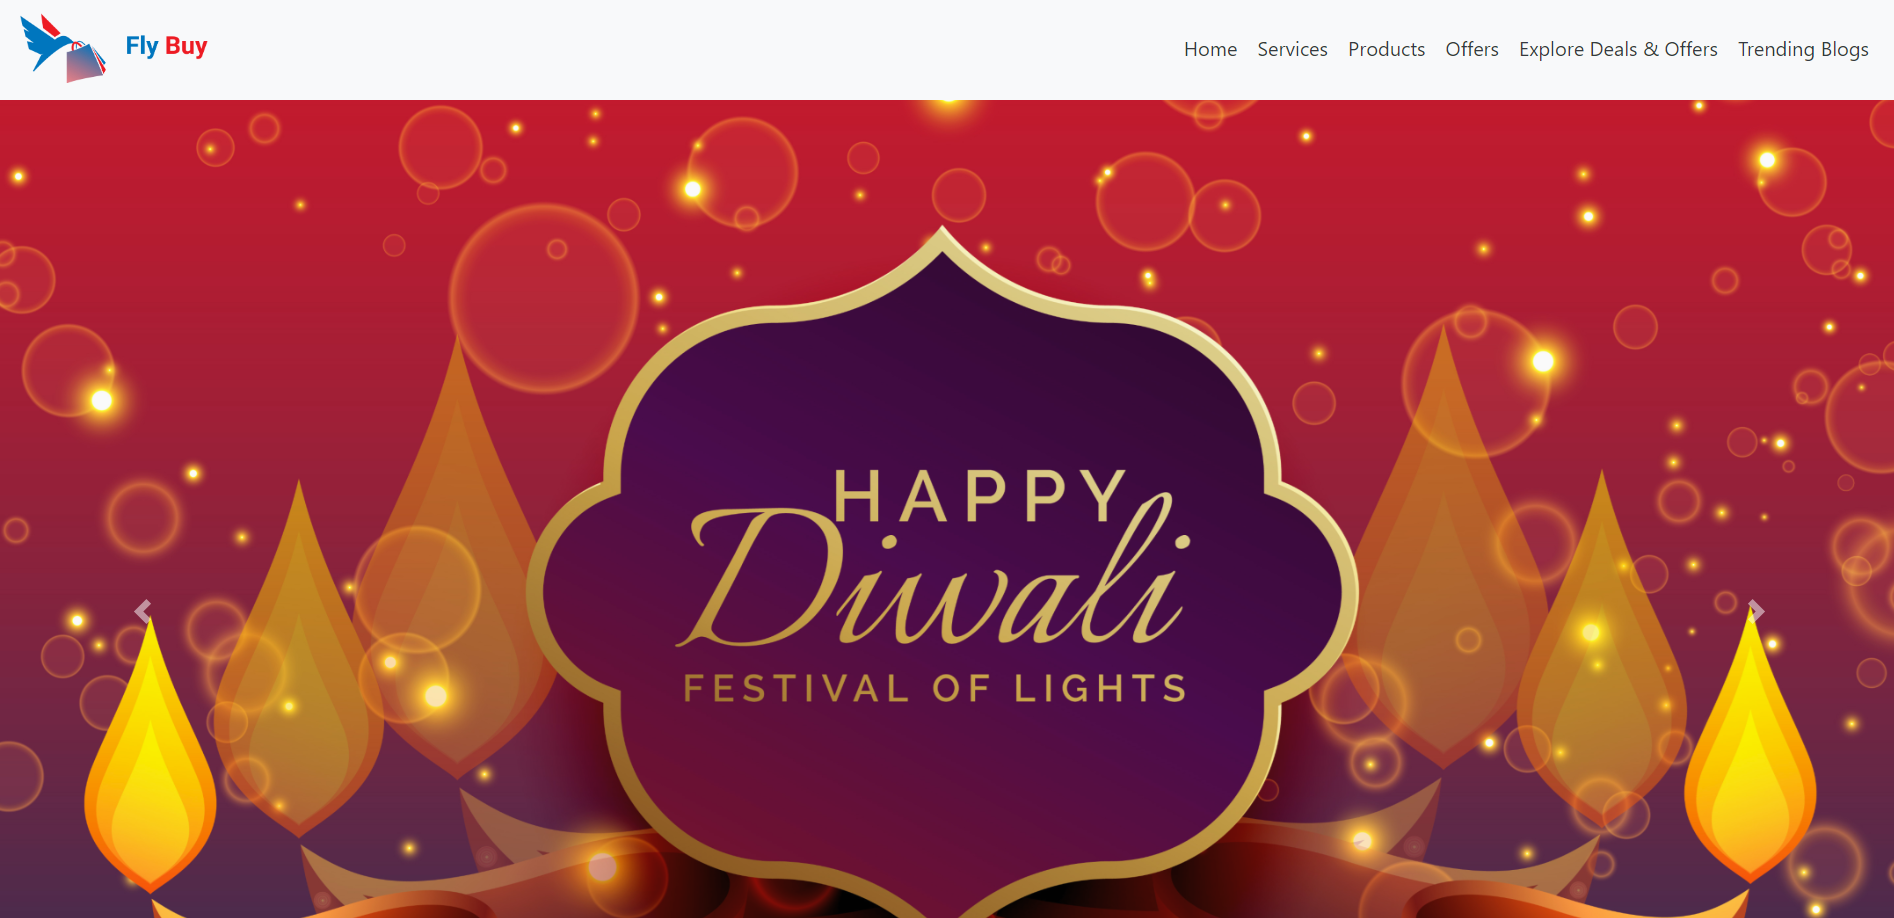 Fly Buy
Home Services Products Offers Explore Deals & Offers Trending Blogs
HAPPY
Diwali
FESTIVAL OF LIGHTS